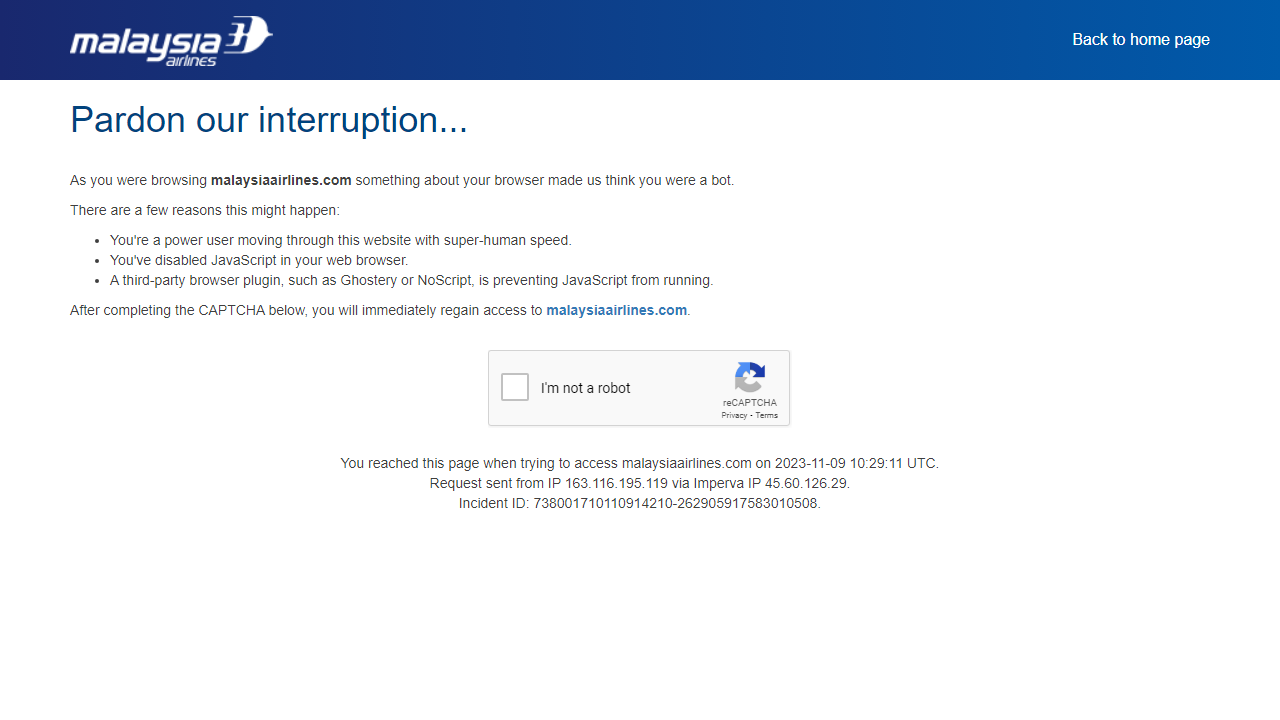 malaysia
airlines
Back to home page
Pardon our interruption...
As you were browsing malaysiaairlines.com something about your browser made us think you were a bot.
There are a few reasons this might happen:
• You're a power user moving through this website with super-human speed.
• You've disabled JavaScript in your web browser.
• A third-party browser plugin, such as Ghostery or NoScript, is preventing JavaScript from running.
After completing the CAPTCHA below, you will immediately regain access to malaysiaairlines.com.
I'm not a robot
reCAPTCHA
Privacy - Terms
You reached this page when trying to access malaysiaairlines.com on 2023-11-09 10:29:11 UTC.
Request sent from IP 163.116.195.119 via Imperva IP 45.60.126.29.
Incident ID: 738001710110914210-262905917583010508.